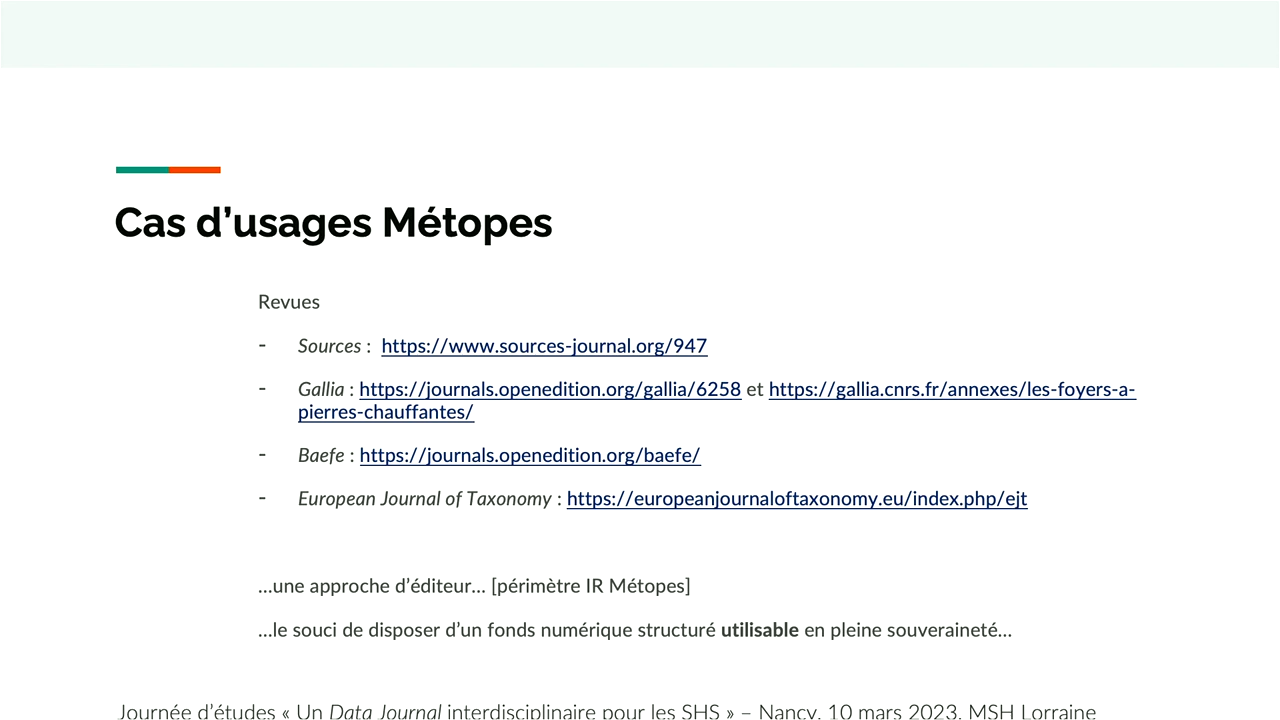 Cas d’usages Métopes
Revues
- Sources : https://www.sources-journal.org/947
- Gallia : https://journals.openedition.org/gallia/6258 et https://gallia.cnrs.fr/annexes/les-foyers-a-
pierres-chauffantes/
- Baefe : https://journals.openedition.org/baefe/
- European Journal of Taxonomy : https://europeanjournaloftaxonomy.eu/index.php/ejt
…une approche d’éditeur… [périmètre IR Métopes]
…le souci de disposer d’un fonds numérique structuré utilisable en pleine souveraineté…
Journée d’études « Un Data Journal interdisciplinaire pour les SHS » – Nancy, 10 mars 2023, MSH Lorraine